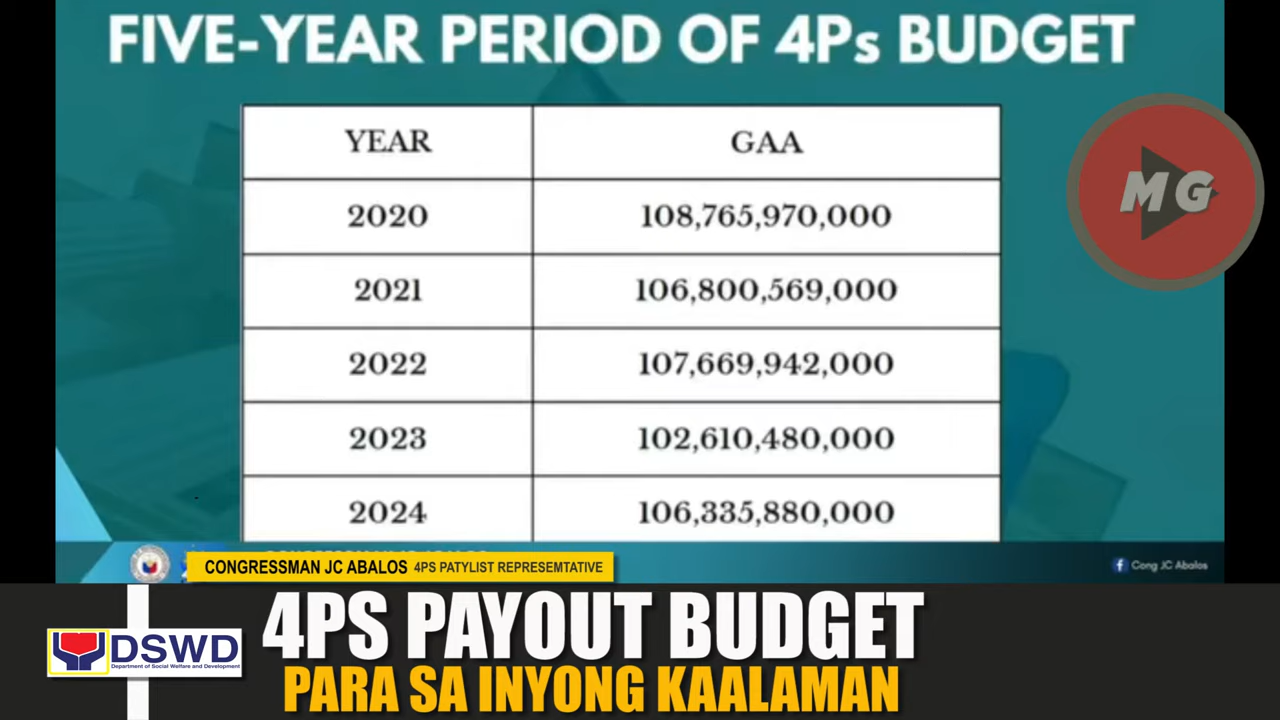 FIVE-YEAR PERIOD OF 4Ps BUDGET
YEAR GAA
2020 108,765,970,000
2021 106,800,569,000
2022 107,669,942,000
2023 102,610,480,000
2024 106,335,880,000
MG
CONGRESSMAN JC ABALOS 4PS PATYLIST REPRESEMTATIVE
Cong JC Abalos
4PS PAYOUT BUDGET
DSWD
Department of Social Welfare and Development
PARA SA INYONG KAALAMAN